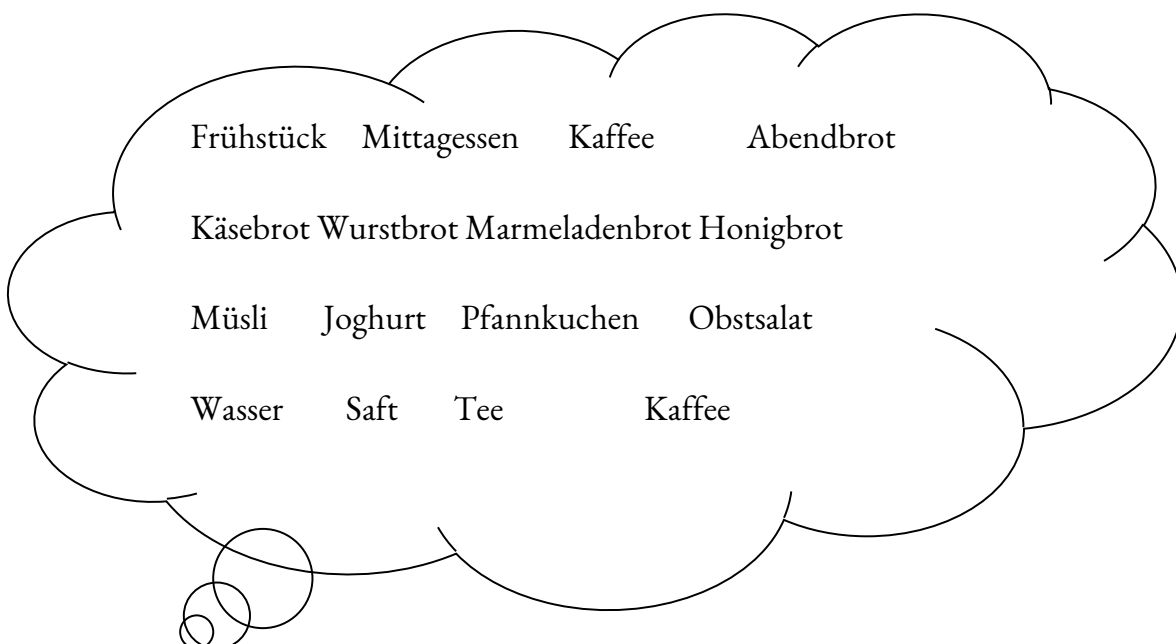 Frühstück Mittagessen Kaffee Abendbrot
Käsebrot Wurstbrot Marmeladenbrot Honigbrot
Müsli Joghurt Pfannkuchen Obstsalat
Wasser Saft Tee Kaffee